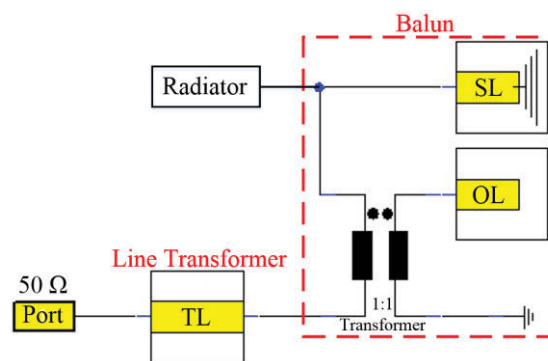 Balun
Radiator
SL
OL
Line Transformer
50 Ω
Port
TL
1:1
Transformer